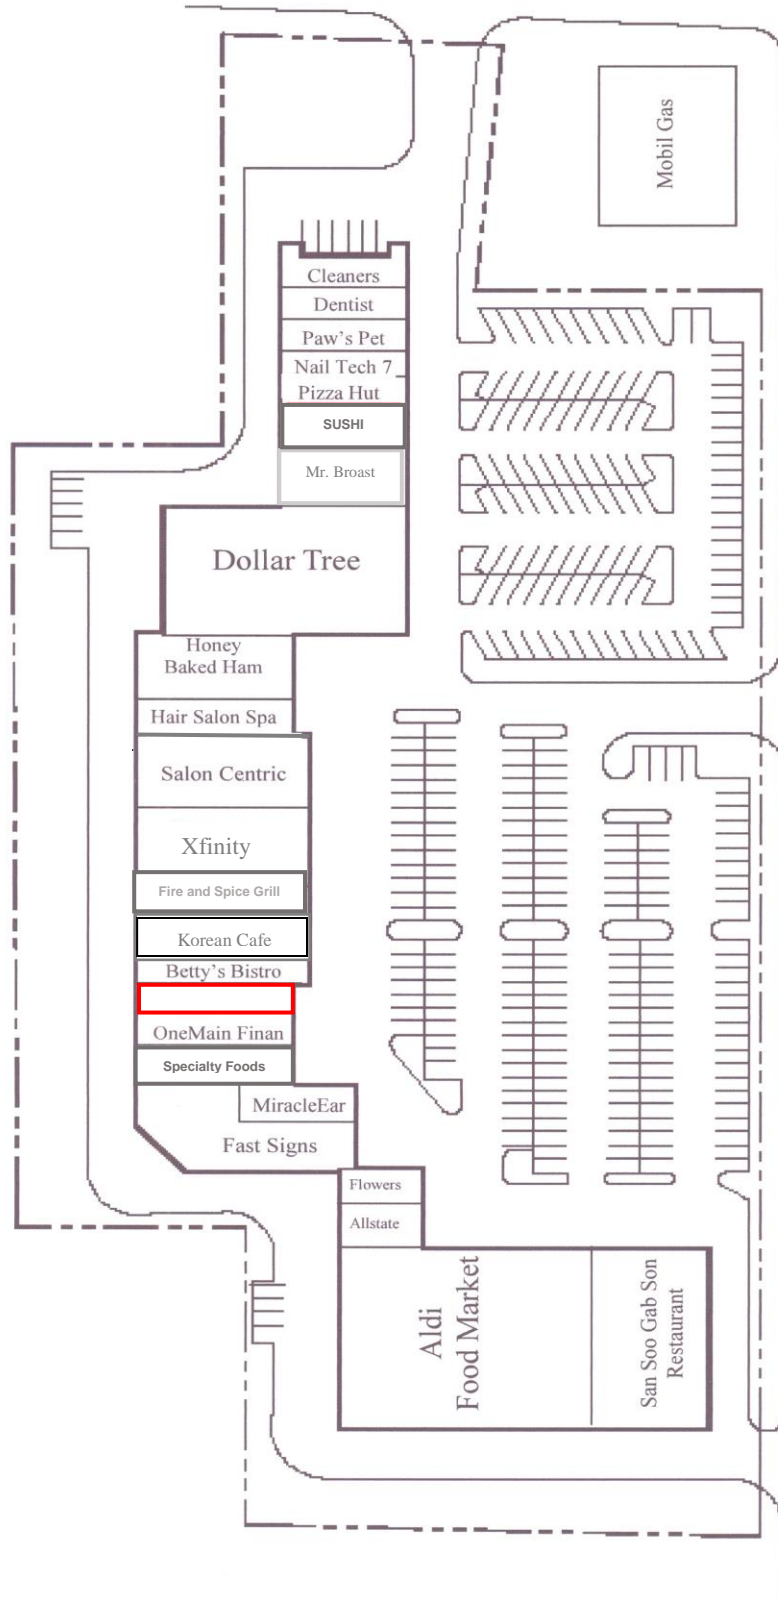 Mobil Gas
Cleaners
Dentist
Paw's Pet
Nail Tech 7
Pizza Hut
SUSHI
Mr. Broast
Dollar Tree
Honey
Baked Ham
Hair Salon Spa
Salon Centric
Xfinity
Fire and Spice Grill
Korean Cafe
Betty's Bistro
OneMain Finan
Specialty Foods
MiracleEar
Fast Signs
Flowers
Allstate
Aldi
Food Market
San Soo Gab Son
Restaurant